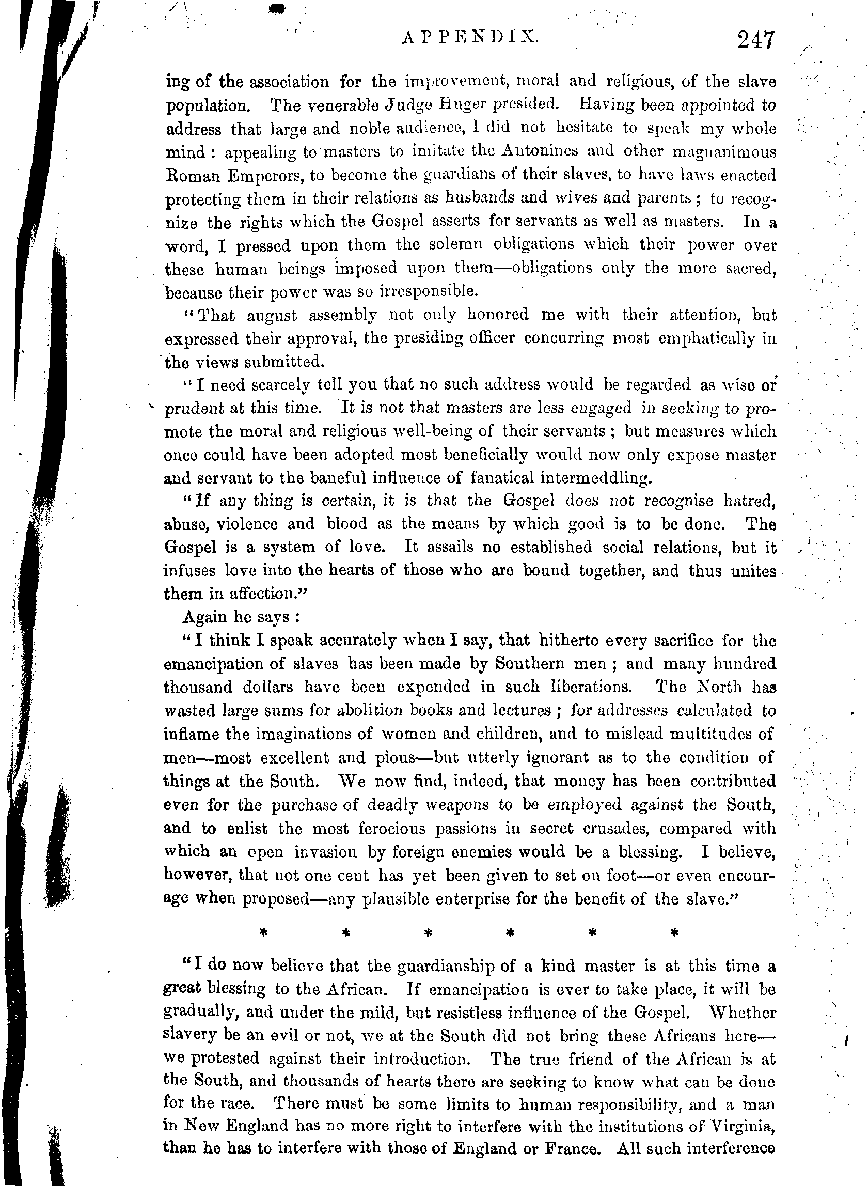 APPENDIX. 247
ing of the association for the improvement, moral and religious, of the slave
population. The venerable Judge Huger presided. Having been appointed to
address that large and noble audience, I did not hesitate to speak my whole
mind : appealing to masters to imitate the Antonines and other magnanimous
Roman Emperors, to become the guardians of their slaves, to have laws enacted
protecting them in their relations as husbands and wives and parents ; to recog-
nize the rights which the Gospel asserts for servants as well as masters. In a
word, I pressed upon them the solemn obligations which their power over
these human beings imposed upon them—obligations only the more sacred,
because their power was so irresponsible.
"That august assembly not only honored me with their attention, but
expressed their approval, the presiding officer concurring most emphatically in
the views submitted.
"I need scarcely tell you that no such address would be regarded as wise or
prudent at this time. It is not that masters are less engaged in seeking to pro-
mote the moral and religious well-being of their servants ; but measures which
once could have been adopted most beneficially would now only expose master
and servant to the baneful influence of fanatical intermeddling.
"If any thing is certain, it is that the Gospel does not recognise hatred,
abuse, violence and blood as the means by which good is to be done. The
Gospel is a system of love. It assails no established social relations, but it
infuses love into the hearts of those who are bound together, and thus unites
them in affection."
Again he says :
"I think I speak accurately when I say, that hitherto every sacrifice for the
emancipation of slaves has been made by Southern men ; and many hundred
thousand dollars have been expended in such liberations. The North has
wasted large sums for abolition books and lectures ; for addresses calculated to
inflame the imaginations of women and children, and to mislead multitudes of
men—most excellent and pious—but utterly ignorant as to the condition of
things at the South. We now find, indeed, that money has been contributed
even for the purchase of deadly weapons to be employed against the South,
and to enlist the most ferocious passions in secret crusades, compared with
which an open invasion by foreign enemies would be a blessing. I believe,
however, that not one cent has yet been given to set on foot—or even encour-
age when proposed—any plausible enterprise for the benefit of the slave."
* * * * * *
"I do now believe that the guardianship of a kind master is at this time a
great blessing to the African. If emancipation is ever to take place, it will be
gradually, and under the mild, but resistless influence of the Gospel. Whether
slavery be an evil or not, we at the South did not bring these Africans here—
we protested against their introduction. The true friend of the African is at
the South, and thousands of hearts there are seeking to know what can be done
for the race. There must be some limits to human responsibility, and a man
in New England has no more right to interfere with the institutions of Virginia,
than he has to interfere with those of England or France. All such interference